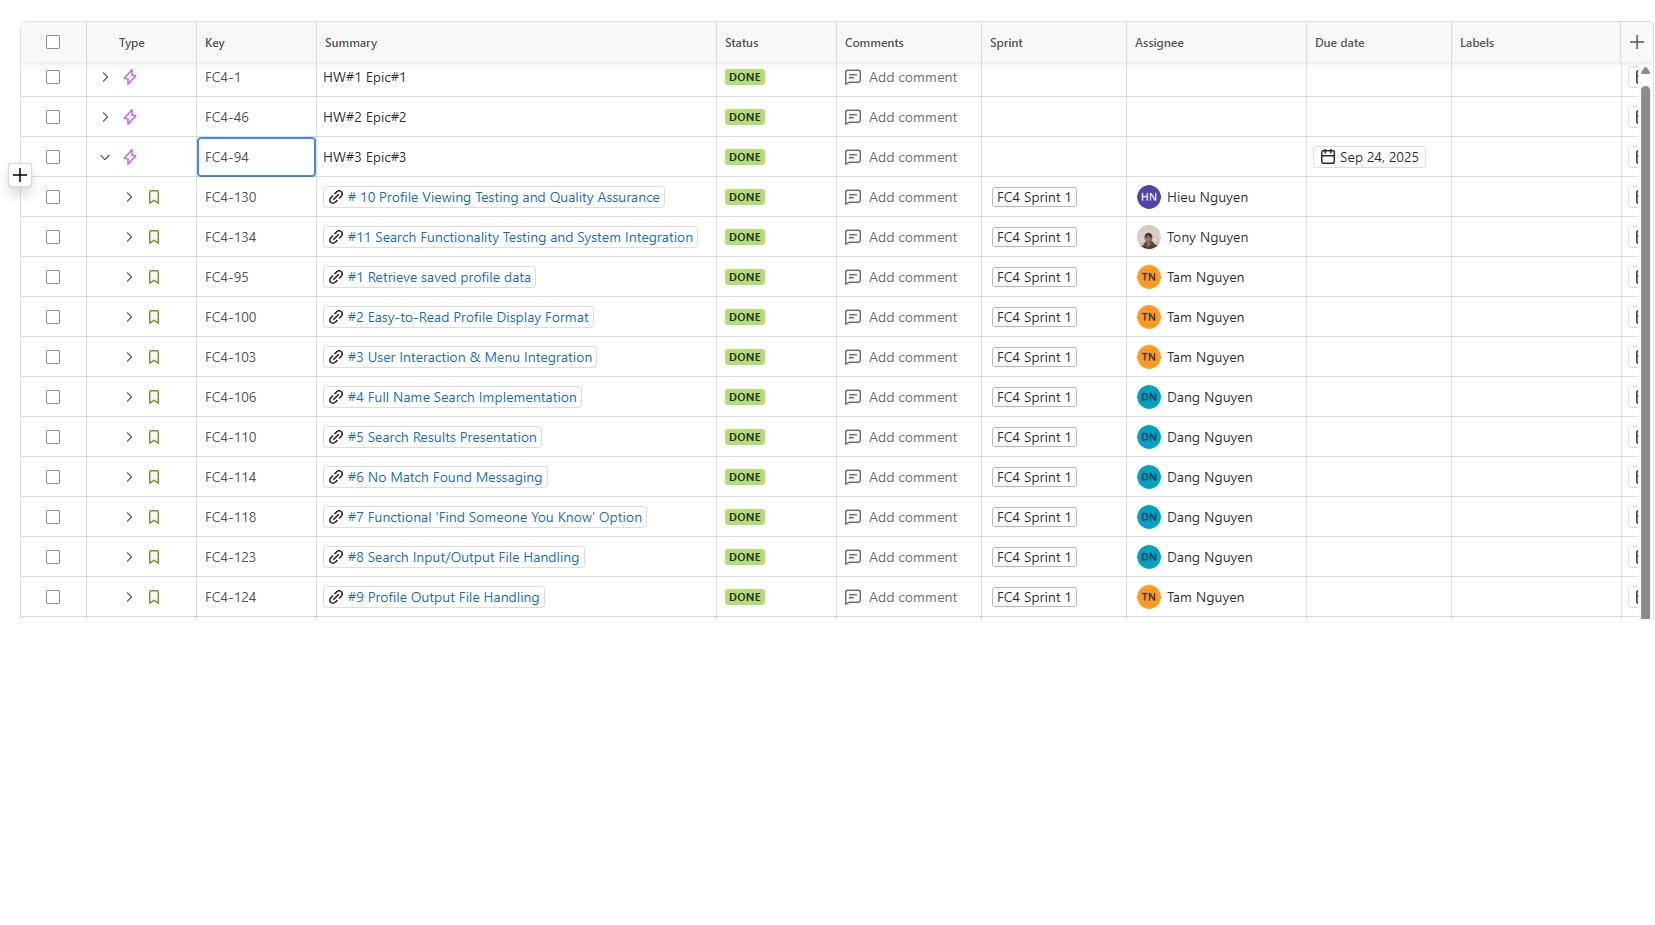 Type Key Summary Status Comments Sprint Assignee Due date Labels
FC4-1 HW#1 Epic#1 DONE Add comment
FC4-46 HW#2 Epic#2 DONE Add comment
FC4-94 HW#3 Epic#3 DONE Add comment Sep 24, 2025
FC4-130 # 10 Profile Viewing Testing and Quality Assurance DONE Add comment FC4 Sprint 1 HN Hieu Nguyen
FC4-134 #11 Search Functionality Testing and System Integration DONE Add comment FC4 Sprint 1 Tony Nguyen
FC4-95 #1 Retrieve saved profile data DONE Add comment FC4 Sprint 1 TN Tam Nguyen
FC4-100 #2 Easy-to-Read Profile Display Format DONE Add comment FC4 Sprint 1 TN Tam Nguyen
FC4-103 #3 User Interaction & Menu Integration DONE Add comment FC4 Sprint 1 TN Tam Nguyen
FC4-106 #4 Full Name Search Implementation DONE Add comment FC4 Sprint 1 DN Dang Nguyen
FC4-110 #5 Search Results Presentation DONE Add comment FC4 Sprint 1 DN Dang Nguyen
FC4-114 #6 No Match Found Messaging DONE Add comment FC4 Sprint 1 DN Dang Nguyen
FC4-118 #7 Functional 'Find Someone You Know' Option DONE Add comment FC4 Sprint 1 DN Dang Nguyen
FC4-123 #8 Search Input/Output File Handling DONE Add comment FC4 Sprint 1 DN Dang Nguyen
FC4-124 #9 Profile Output File Handling DONE Add comment FC4 Sprint 1 TN Tam Nguyen